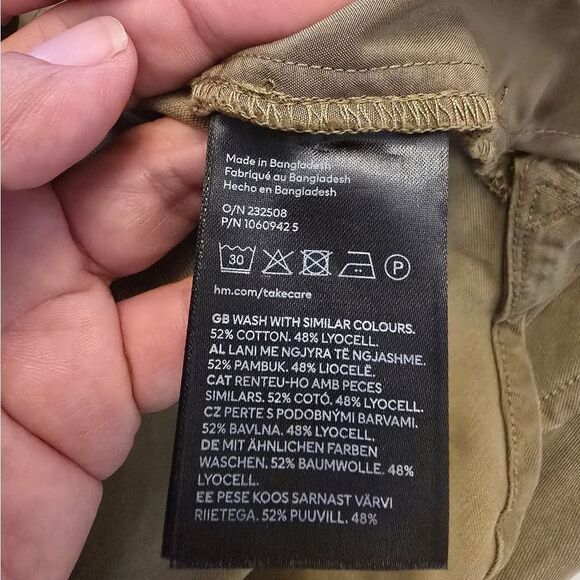 Made in Bangladesh
Fabriqué au Bangladesh
Hecho en Bangladesh
O/N 232508
P/N 1060942 5
30 P
hm.com/takecare
GB WASH WITH SIMILAR COLOURS.
52% COTTON. 48% LYOCELL.
AL LANI ME NGJYRA TË NGJASHME.
52% PAMBUK. 48% LIOCELË.
CAT RENTEU-HO AMB PECES
SIMILARS. 52% COTÓ. 48% LYOCELL.
CZ PERTE S PODOBNÝMI BARVAMI.
52% BAVLNA. 48% LYOCELL.
DE MIT ÄHNLICHEN FARBEN
WASCHEN. 52% BAUMWOLLE. 48%
LYOCELL.
EE PESE KOOS SARNAST VÄRVI
RIIETEGA. 52% PUUVILL. 48%